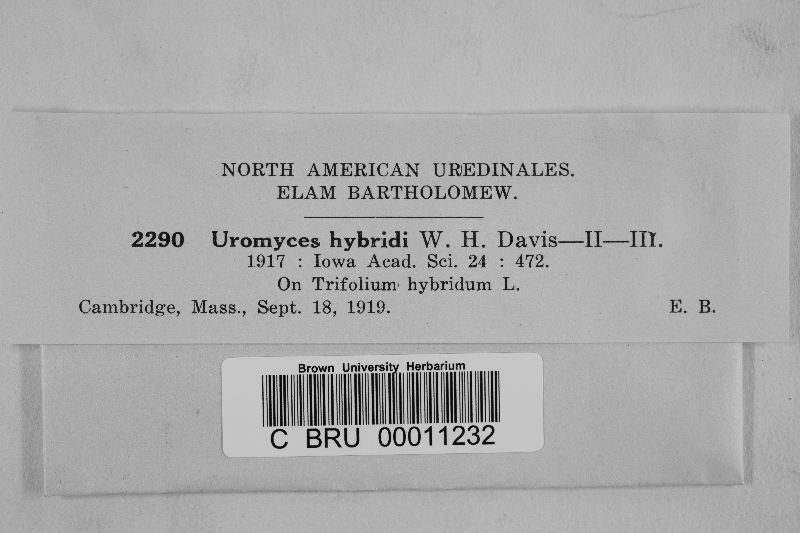 NORTH AMERICAN UREDINALES.
ELAM BARTHOLOMEW.
2290 Uromyces hybridi W. H. Davis—II—III.
1917 : Iowa Acad. Sci. 24 : 472.
On Trifolium hybridum L.
Cambridge, Mass., Sept. 18, 1919. E. B.
Brown University Herbarium
C BRU 00011232